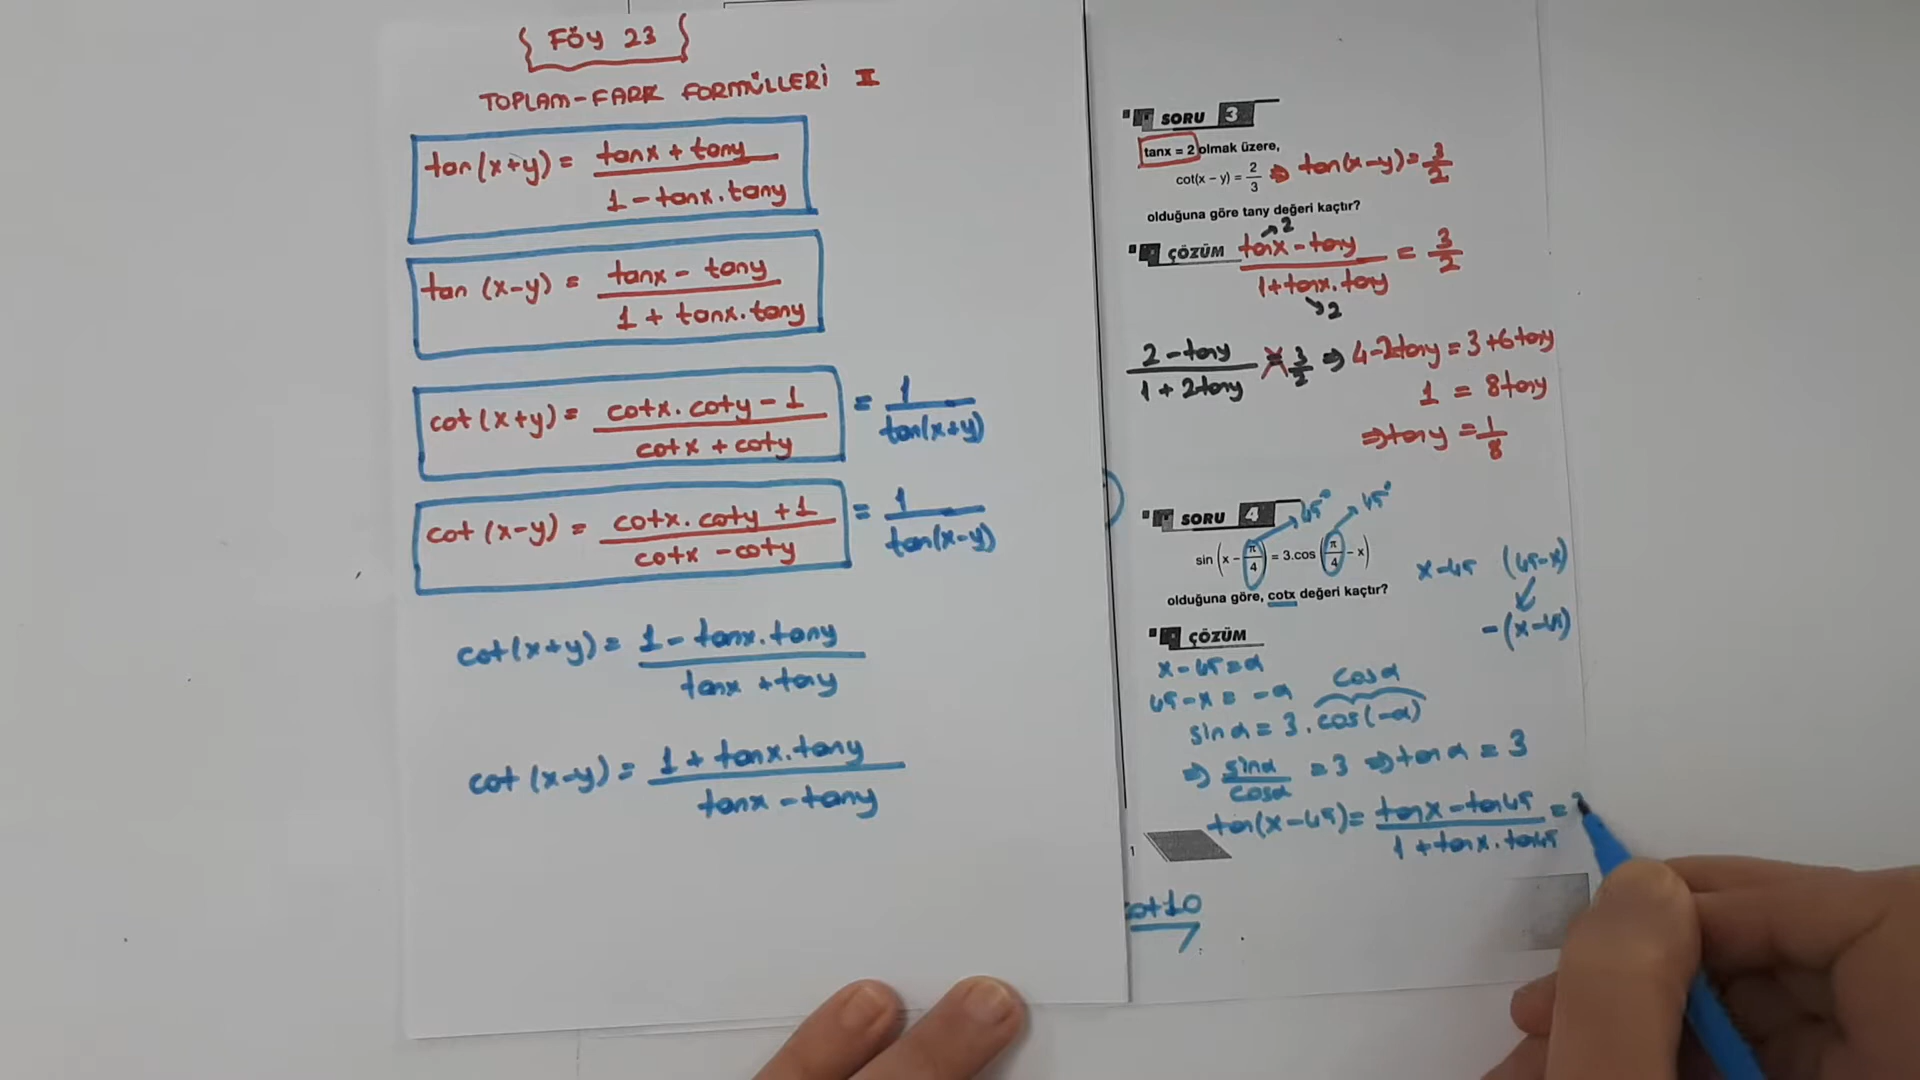 Föy 23
TOPLAM-FARK FORMÜLLERİ II
tan(x+y) = (tanx + tany) / (1 - tanx.tany)
tan (x-y) = (tanx - tany) / (1 + tanx.tany)
cot (x+y) = (cotx.coty - 1) / (cotx + coty) = 1 / tan(x+y)
cot (x-y) = (cotx.coty + 1) / (cotx - coty) = 1 / tan(x-y)
cot(x+y) = (1 - tanx.tany) / (tanx + tany)
cot (x-y) = (1 + tanx.tany) / (tanx - tany)
SORU 3
tanx = 2 olmak üzere,
cot(x - y) = 2/3 ⇒ tan(x-y) = 3/2
olduğuna göre tany değeri kaçtır?
ÇÖZÜM (tanx - tany) / (1 + tanx.tany) = 3/2
2
2
(2 - tany) / (1 + 2tany) = 3/2 ⇒ 4-2tany = 3+6tany
1 = 8tany
⇒ tany = 1/8
45° 45°
SORU 4
sin (x - π/4) = 3.cos (π/4 - x)
x-45 (45-x)
-(x-45)
olduğuna göre, cotx değeri kaçtır?
ÇÖZÜM
x-45=α
45-x = -α
cosα
sinα = 3.cos(-α)
⇒ sinα/cosα = 3 ⇒ tanα = 3
tan(x-45) = (tanx - tan45) / (1 + tanx.tan45) =
1
cot10